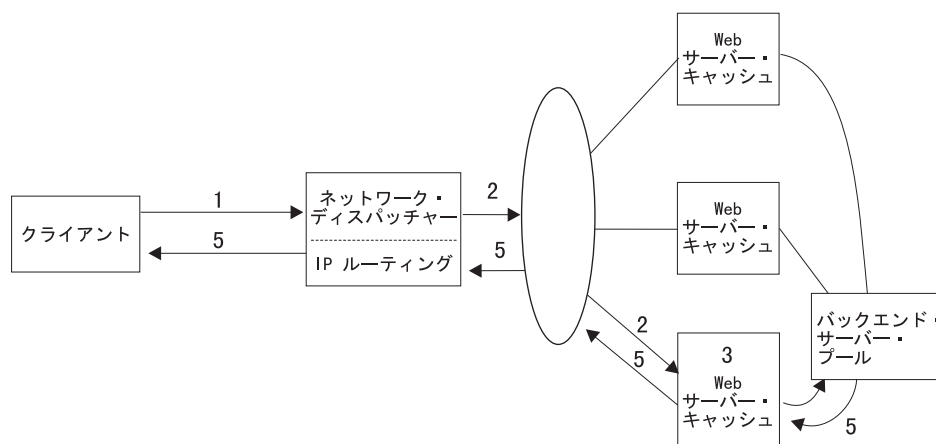 Web
サーバー・
キャッシュ
1
ネットワーク・
ディスパッチャー
2
クライアント
5
IP ルーティング
5
Web
サーバー・
キャッシュ
2
5
3
Web
サーバー・
キャッシュ
バックエンド・
サーバー・
プール
5